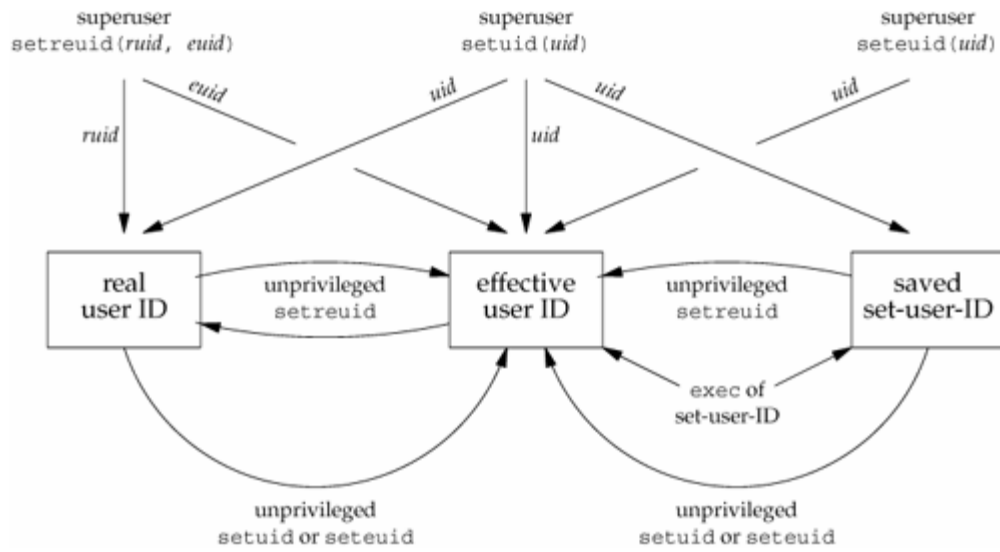 superuser
setreuid(ruid, euid)
superuser
setuid(uid)
superuser
seteuid(uid)
euid
uid
uid
uid
ruid
uid
real
user ID
unprivileged
setreuid
effective
user ID
unprivileged
setreuid
saved
set-user-ID
exec of
set-user-ID
unprivileged
setuid or seteuid
unprivileged
setuid or seteuid